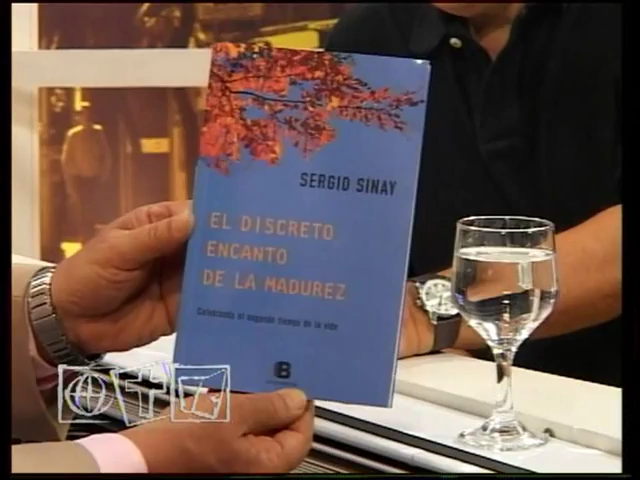 SERGIO SINAY
EL DISCRETO
ENCANTO
DE LA MADUREZ
Celebrando el segundo tiempo de la vida
B